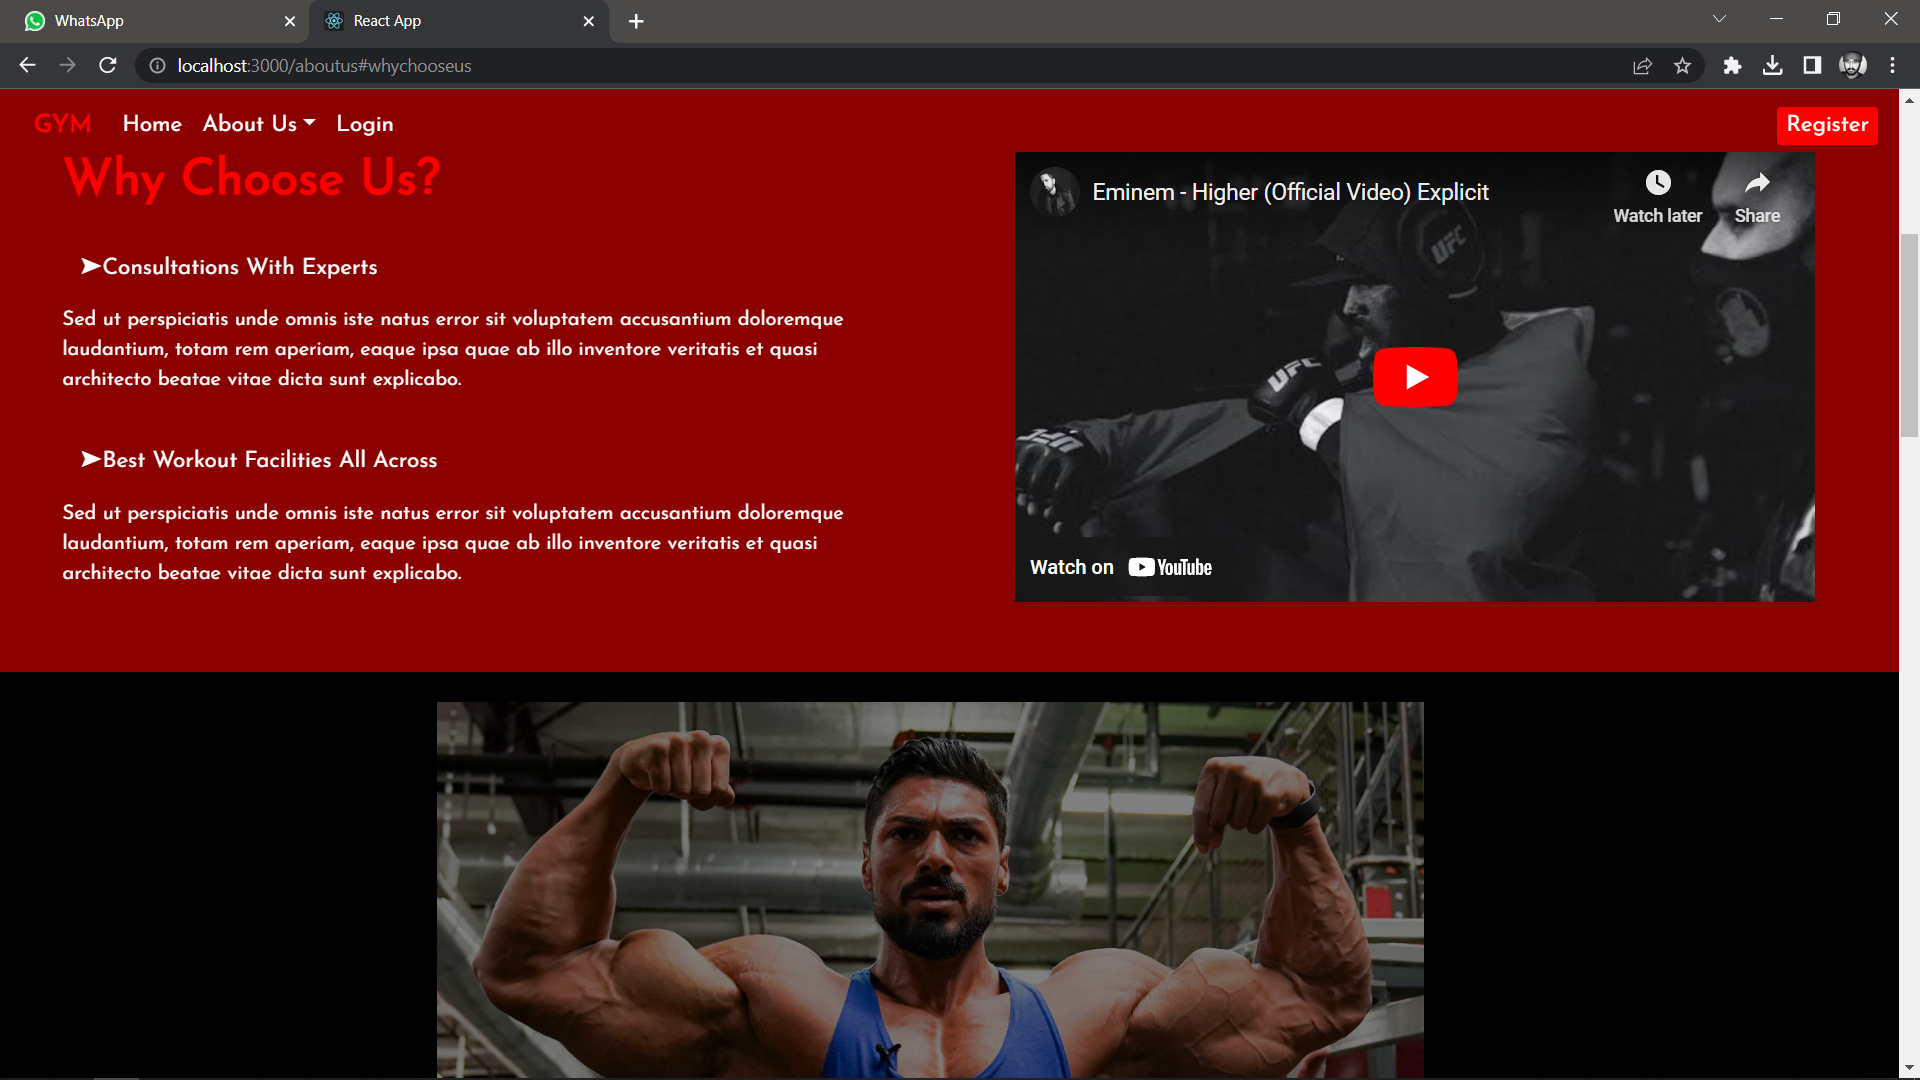 WhatsApp
React App
localhost:3000/aboutus#whychooseus
GYM Home About Us Login Register
Why Choose Us?
Eminem - Higher (Official Video) Explicit
Watch later
Share
UFC
➤Consultations With Experts
Sed ut perspiciatis unde omnis iste natus error sit voluptatem accusantium doloremque
laudantium, totam rem aperiam, eaque ipsa quae ab illo inventore veritatis et quasi
architecto beatae vitae dicta sunt explicabo.
UFC
UFC
➤Best Workout Facilities All Across
Sed ut perspiciatis unde omnis iste natus error sit voluptatem accusantium doloremque
laudantium, totam rem aperiam, eaque ipsa quae ab illo inventore veritatis et quasi
architecto beatae vitae dicta sunt explicabo.
Watch on YouTube